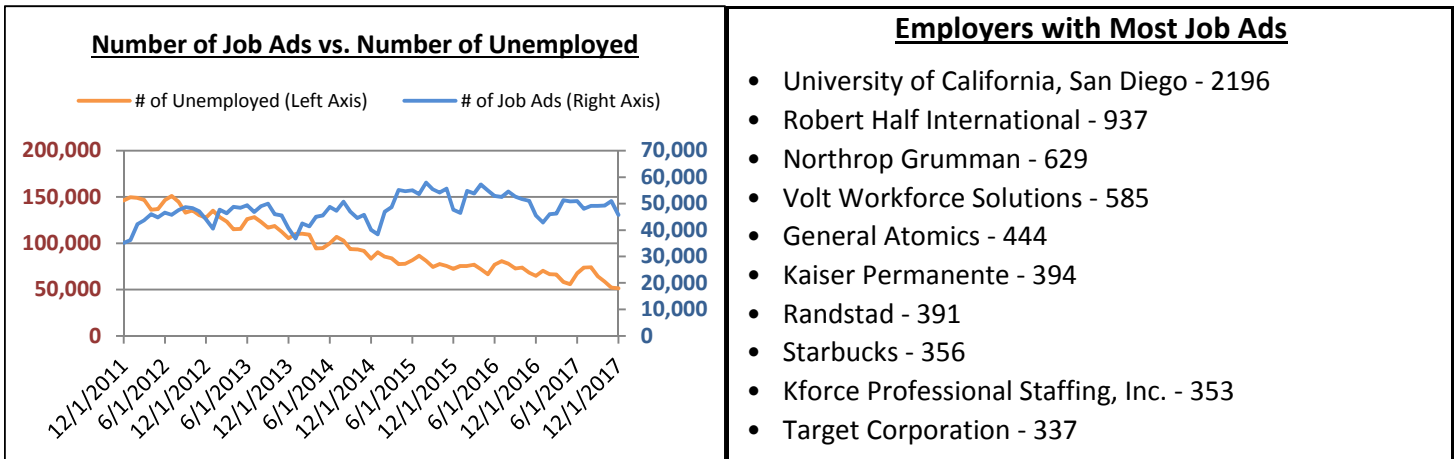 Number of Job Ads vs. Number of Unemployed
# of Unemployed (Left Axis)
# of Job Ads (Right Axis)
200,000
150,000
100,000
50,000
0
70,000
60,000
50,000
40,000
30,000
20,000
10,000
0
12/1/2011
6/1/2012
12/1/2012
6/1/2013
12/1/2013
6/1/2014
12/1/2014
6/1/2015
12/1/2015
6/1/2016
12/1/2016
6/1/2017
12/1/2017
Employers with Most Job Ads
• University of California, San Diego - 2196
• Robert Half International - 937
• Northrop Grumman - 629
• Volt Workforce Solutions - 585
• General Atomics - 444
• Kaiser Permanente - 394
• Randstad - 391
• Starbucks - 356
• Kforce Professional Staffing, Inc. - 353
• Target Corporation - 337